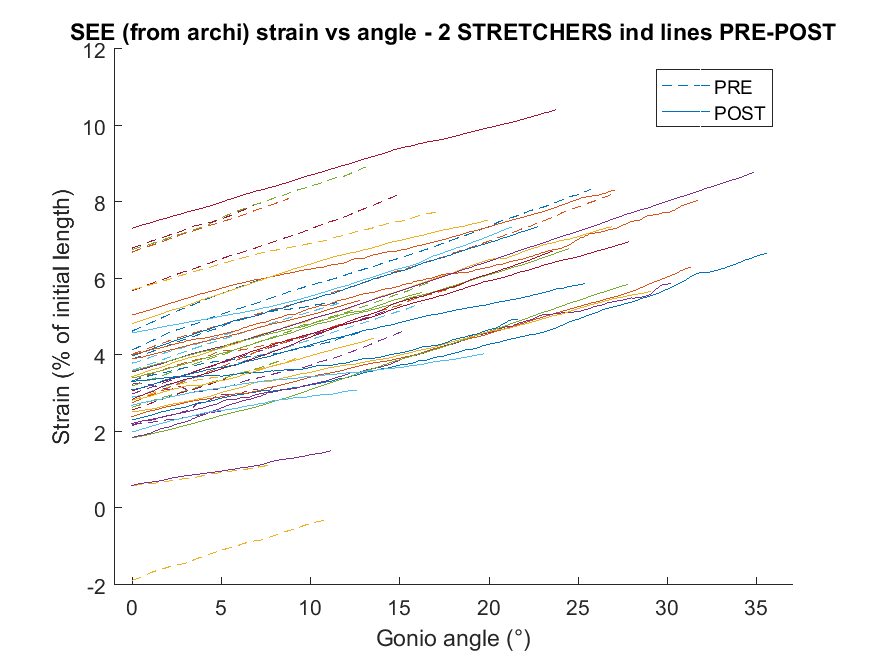 SEE (from archi) strain vs angle - 2 STRETCHERS ind lines PRE-POST
12
PRE
POST
10
8
6
4
2
0
-2
Strain (% of initial length)
0 5 10 15 20 25 30 35
Gonio angle (°)